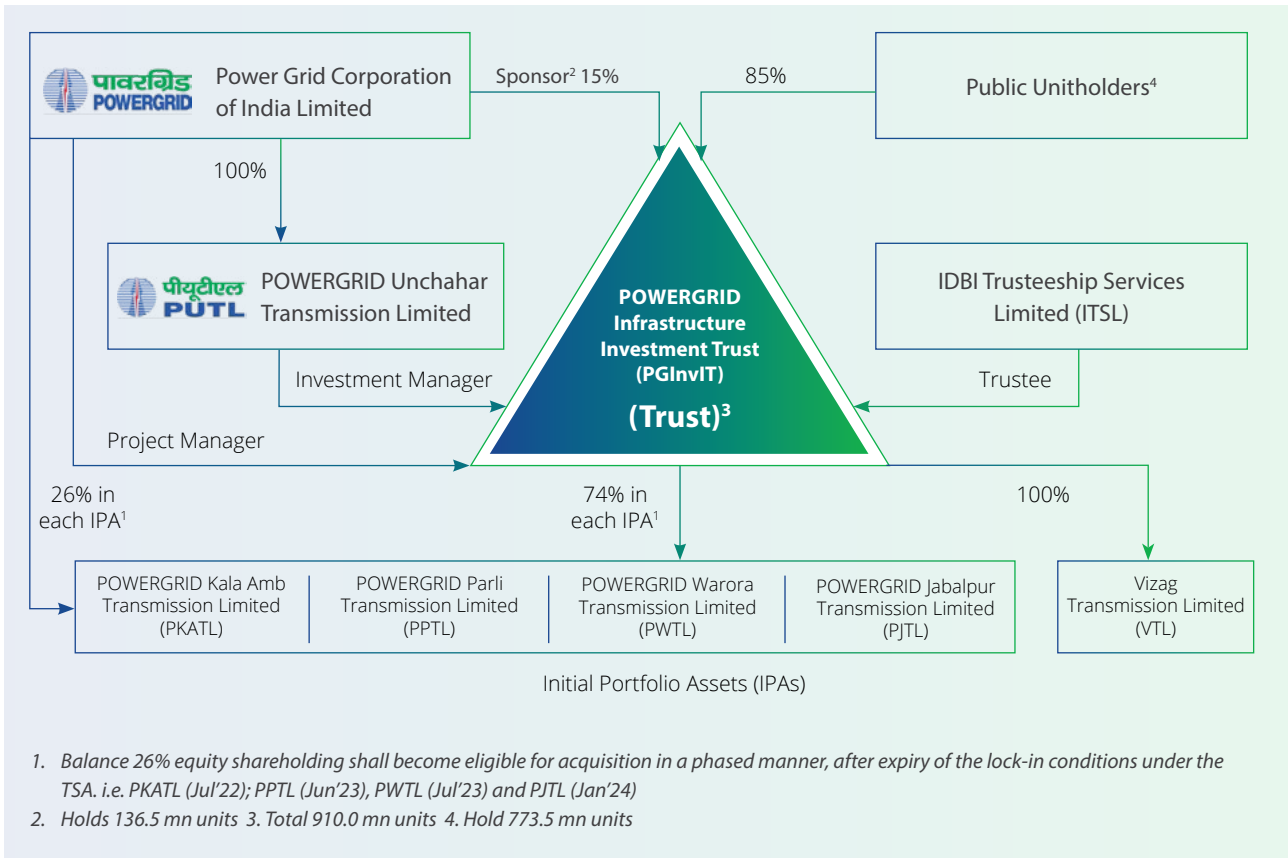 पावरग्रिड
POWERGRID
Power Grid Corporation
of India Limited
Sponsor² 15%
85%
Public Unitholders⁴
100%
पीयूटीएल
PUTL
POWERGRID Unchahar
Transmission Limited
POWERGRID
Infrastructure
Investment Trust
(PGInvIT)
(Trust)³
IDBI Trusteeship Services
Limited (ITSL)
Investment Manager
Trustee
Project Manager
26% in
each IPA¹
74% in
each IPA¹
100%
POWERGRID Kala Amb
Transmission Limited
(PKATL)
POWERGRID Parli
Transmission Limited
(PPTL)
POWERGRID Warora
Transmission Limited
(PWTL)
POWERGRID Jabalpur
Transmission Limited
(PJTL)
Vizag
Transmission Limited
(VTL)
Initial Portfolio Assets (IPAs)
1. Balance 26% equity shareholding shall become eligible for acquisition in a phased manner, after expiry of the lock-in conditions under the
TSA. i.e. PKATL (Jul’22); PPTL (Jun’23), PWTL (Jul’23) and PJTL (Jan’24)
2. Holds 136.5 mn units 3. Total 910.0 mn units 4. Hold 773.5 mn units